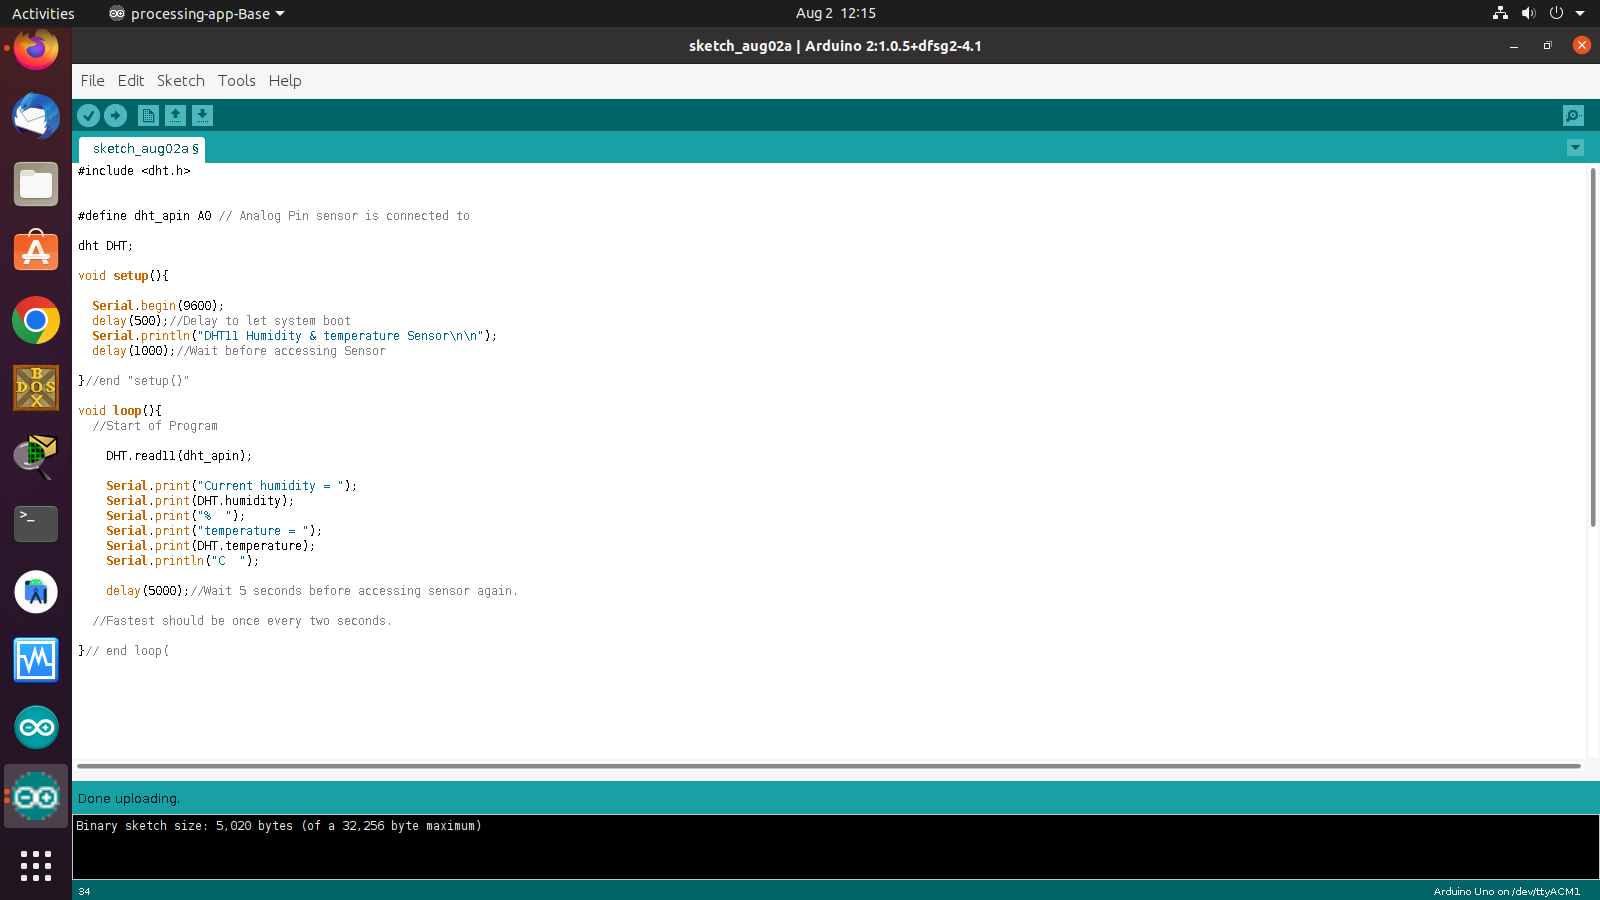 Activities processing-app-Base Aug 2 12:15
sketch_aug02a | Arduino 2:1.0.5+dfsg2-4.1
File Edit Sketch Tools Help
sketch_aug02a §
#include <dht.h>
#define dht_apin A0 // Analog Pin sensor is connected to
dht DHT;
void setup(){
Serial.begin(9600);
delay(500);//Delay to let system boot
Serial.println("DHT11 Humidity & temperature Sensor\n\n");
delay(1000);//Wait before accessing Sensor
}//end "setup()"
void loop(){
//Start of Program
DHT.read11(dht_apin);
Serial.print("Current humidity = ");
Serial.print(DHT.humidity);
Serial.print("%  ");
Serial.print("temperature = ");
Serial.print(DHT.temperature);
Serial.println("C  ");
delay(5000);//Wait 5 seconds before accessing sensor again.
//Fastest should be once every two seconds.
}// end loop(
Done uploading.
Binary sketch size: 5,020 bytes (of a 32,256 byte maximum)
34 Arduino Uno on /dev/ttyACM1